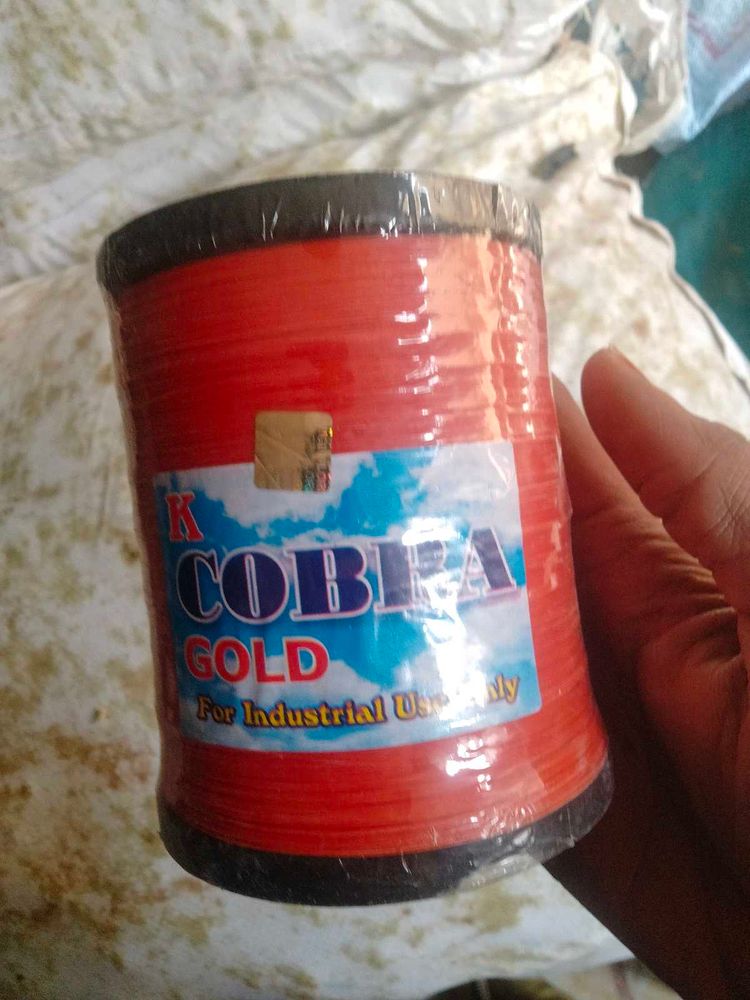 K
COBRA
GOLD
For Industrial Use Only